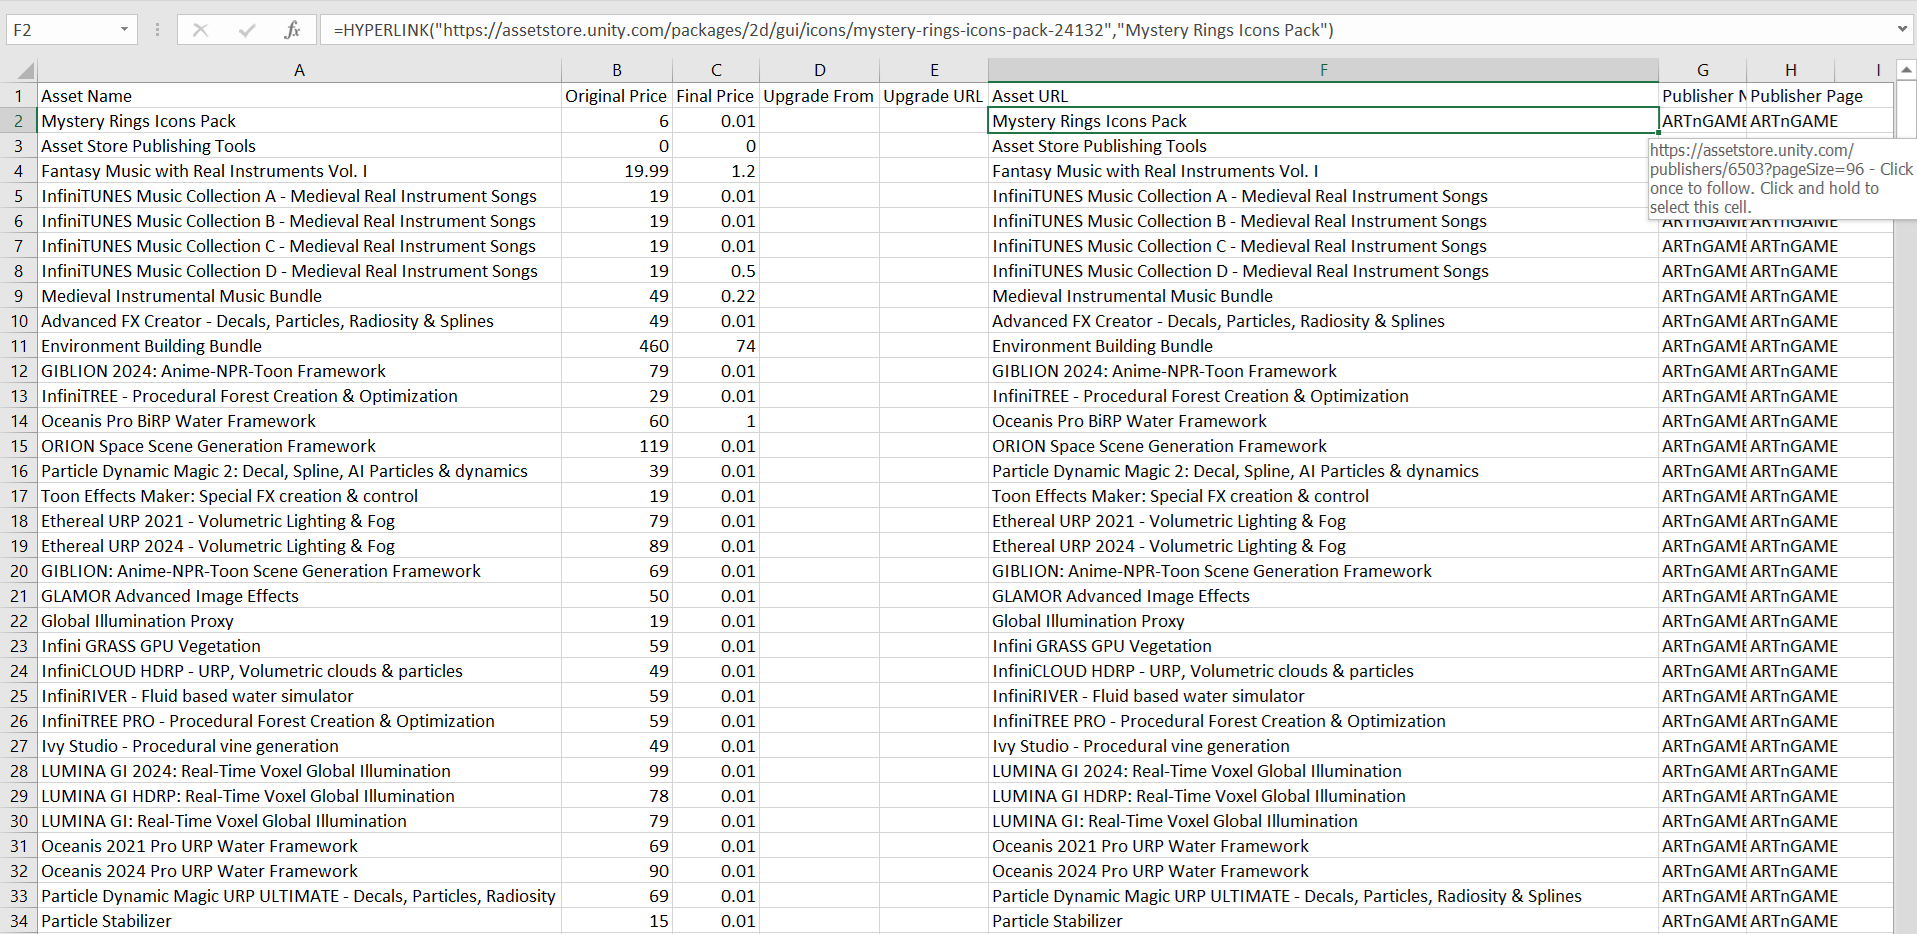 F2 fx =HYPERLINK("https://assetstore.unity.com/packages/2d/gui/icons/mystery-rings-icons-pack-24132","Mystery Rings Icons Pack")
A B C D E F G H I
1 Asset Name Original Price Final Price Upgrade From Upgrade URL Asset URL Publisher N Publisher Page
2 Mystery Rings Icons Pack 6 0.01 Mystery Rings Icons Pack ARTnGAME ARTnGAME
3 Asset Store Publishing Tools 0 0 Asset Store Publishing Tools
4 Fantasy Music with Real Instruments Vol. I 19.99 1.2 Fantasy Music with Real Instruments Vol. I
5 InfiniTUNES Music Collection A - Medieval Real Instrument Songs 19 0.01 InfiniTUNES Music Collection A - Medieval Real Instrument Songs
https://assetstore.unity.com/
publishers/6503?pageSize=96 - Click
once to follow. Click and hold to
select this cell.
6 InfiniTUNES Music Collection B - Medieval Real Instrument Songs 19 0.01 InfiniTUNES Music Collection B - Medieval Real Instrument Songs ARTnGAME ARTnGAME
7 InfiniTUNES Music Collection C - Medieval Real Instrument Songs 19 0.01 InfiniTUNES Music Collection C - Medieval Real Instrument Songs ARTnGAME ARTnGAME
8 InfiniTUNES Music Collection D - Medieval Real Instrument Songs 19 0.5 InfiniTUNES Music Collection D - Medieval Real Instrument Songs ARTnGAME ARTnGAME
9 Medieval Instrumental Music Bundle 49 0.22 Medieval Instrumental Music Bundle ARTnGAME ARTnGAME
10 Advanced FX Creator - Decals, Particles, Radiosity & Splines 49 0.01 Advanced FX Creator - Decals, Particles, Radiosity & Splines ARTnGAME ARTnGAME
11 Environment Building Bundle 460 74 Environment Building Bundle ARTnGAME ARTnGAME
12 GIBLION 2024: Anime-NPR-Toon Framework 79 0.01 GIBLION 2024: Anime-NPR-Toon Framework ARTnGAME ARTnGAME
13 InfiniTREE - Procedural Forest Creation & Optimization 29 0.01 InfiniTREE - Procedural Forest Creation & Optimization ARTnGAME ARTnGAME
14 Oceanis Pro BiRP Water Framework 60 1 Oceanis Pro BiRP Water Framework ARTnGAME ARTnGAME
15 ORION Space Scene Generation Framework 119 0.01 ORION Space Scene Generation Framework ARTnGAME ARTnGAME
16 Particle Dynamic Magic 2: Decal, Spline, AI Particles & dynamics 39 0.01 Particle Dynamic Magic 2: Decal, Spline, AI Particles & dynamics ARTnGAME ARTnGAME
17 Toon Effects Maker: Special FX creation & control 19 0.01 Toon Effects Maker: Special FX creation & control ARTnGAME ARTnGAME
18 Ethereal URP 2021 - Volumetric Lighting & Fog 79 0.01 Ethereal URP 2021 - Volumetric Lighting & Fog ARTnGAME ARTnGAME
19 Ethereal URP 2024 - Volumetric Lighting & Fog 89 0.01 Ethereal URP 2024 - Volumetric Lighting & Fog ARTnGAME ARTnGAME
20 GIBLION: Anime-NPR-Toon Scene Generation Framework 69 0.01 GIBLION: Anime-NPR-Toon Scene Generation Framework ARTnGAME ARTnGAME
21 GLAMOR Advanced Image Effects 50 0.01 GLAMOR Advanced Image Effects ARTnGAME ARTnGAME
22 Global Illumination Proxy 19 0.01 Global Illumination Proxy ARTnGAME ARTnGAME
23 Infini GRASS GPU Vegetation 59 0.01 Infini GRASS GPU Vegetation ARTnGAME ARTnGAME
24 InfiniCLOUD HDRP - URP, Volumetric clouds & particles 49 0.01 InfiniCLOUD HDRP - URP, Volumetric clouds & particles ARTnGAME ARTnGAME
25 InfiniRIVER - Fluid based water simulator 59 0.01 InfiniRIVER - Fluid based water simulator ARTnGAME ARTnGAME
26 InfiniTREE PRO - Procedural Forest Creation & Optimization 59 0.01 InfiniTREE PRO - Procedural Forest Creation & Optimization ARTnGAME ARTnGAME
27 Ivy Studio - Procedural vine generation 49 0.01 Ivy Studio - Procedural vine generation ARTnGAME ARTnGAME
28 LUMINA GI 2024: Real-Time Voxel Global Illumination 99 0.01 LUMINA GI 2024: Real-Time Voxel Global Illumination ARTnGAME ARTnGAME
29 LUMINA GI HDRP: Real-Time Voxel Global Illumination 78 0.01 LUMINA GI HDRP: Real-Time Voxel Global Illumination ARTnGAME ARTnGAME
30 LUMINA GI: Real-Time Voxel Global Illumination 79 0.01 LUMINA GI: Real-Time Voxel Global Illumination ARTnGAME ARTnGAME
31 Oceanis 2021 Pro URP Water Framework 69 0.01 Oceanis 2021 Pro URP Water Framework ARTnGAME ARTnGAME
32 Oceanis 2024 Pro URP Water Framework 90 0.01 Oceanis 2024 Pro URP Water Framework ARTnGAME ARTnGAME
33 Particle Dynamic Magic URP ULTIMATE - Decals, Particles, Radiosity 69 0.01 Particle Dynamic Magic URP ULTIMATE - Decals, Particles, Radiosity & Splines ARTnGAME ARTnGAME
34 Particle Stabilizer 15 0.01 Particle Stabilizer ARTnGAME ARTnGAME